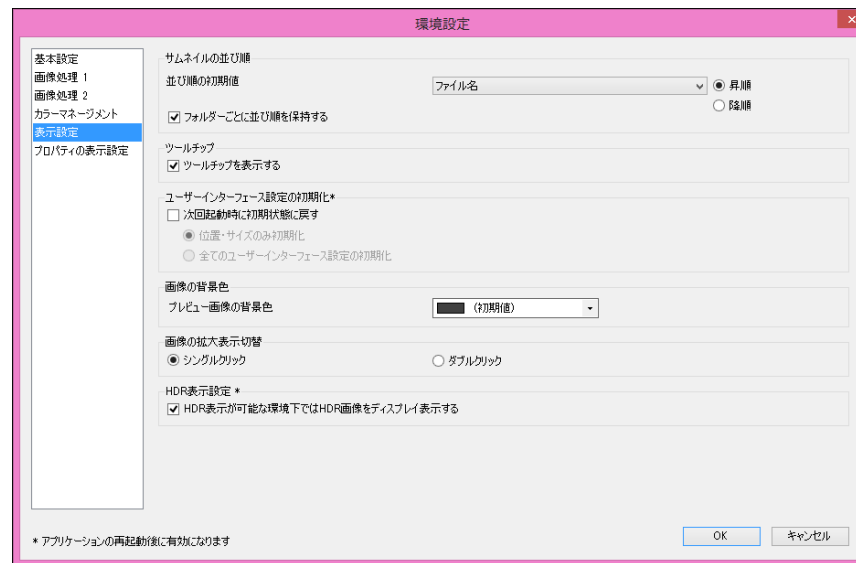 環境設定
基本設定
画像処理 1
画像処理 2
カラーマネージメント
表示設定
プロパティの表示設定
サムネイルの並び順
並び順の初期値
ファイル名
昇順
降順
フォルダーごとに並び順を保持する
ツールチップ
ツールチップを表示する
ユーザーインターフェース設定の初期化*
次回起動時に初期状態に戻す
位置・サイズのみ初期化
全てのユーザーインターフェース設定の初期化
画像の背景色
プレビュー画像の背景色
(初期値)
画像の拡大表示切替
シングルクリック
ダブルクリック
HDR表示設定 *
HDR表示が可能な環境下ではHDR画像をディスプレイ表示する
* アプリケーションの再起動後に有効になります
OK
キャンセル